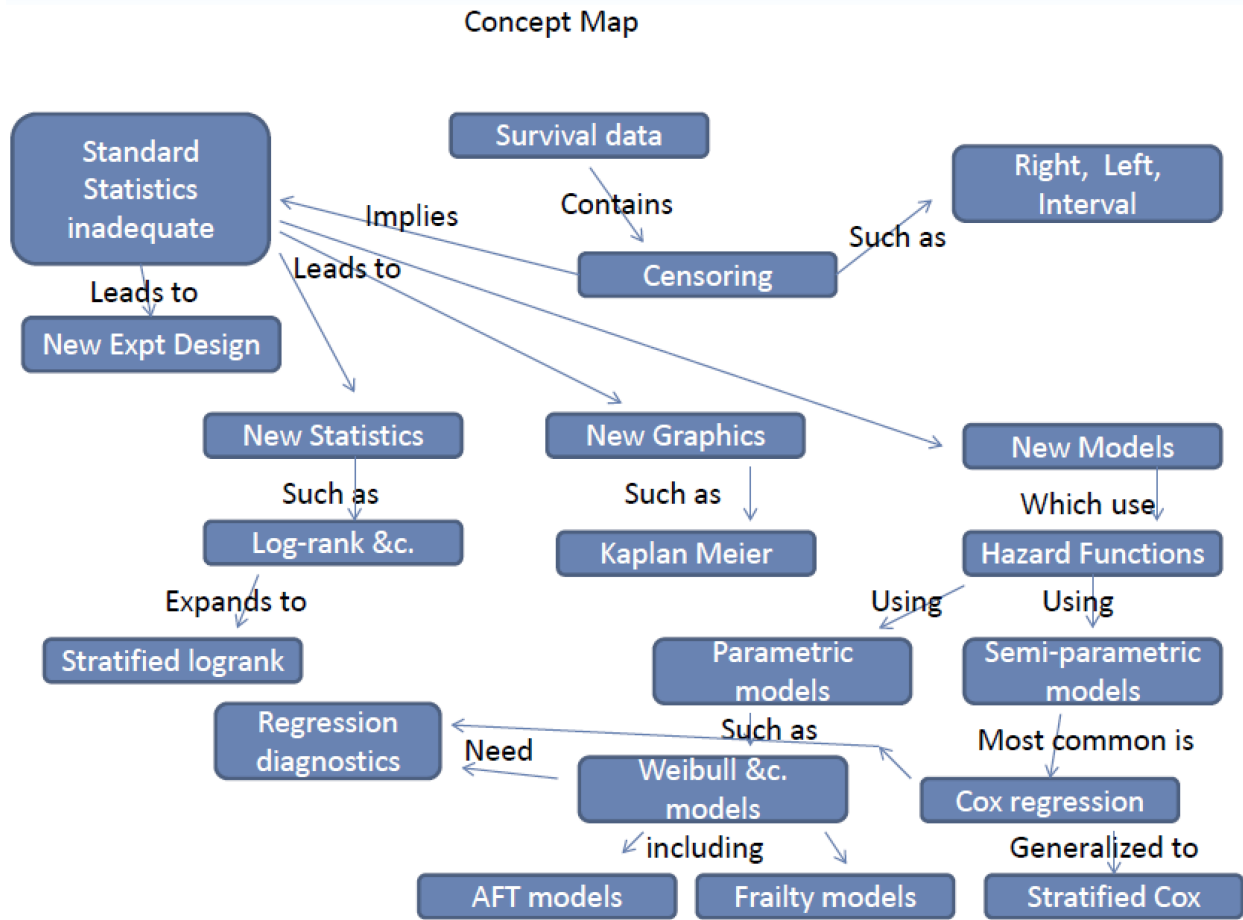 Concept Map
Standard
Statistics
inadequate
Survival data
Right,  Left,
Interval
Implies
Contains
Such as
Censoring
Leads to
Leads to
New Expt Design
New Statistics
New Graphics
New Models
Such as
Such as
Which use
Log-rank &c.
Kaplan Meier
Hazard Functions
Expands to
Using
Using
Stratified logrank
Parametric
models
Semi-parametric
models
Regression
diagnostics
Need
Such as
Most common is
Weibull &c.
models
Cox regression
including
Generalized to
AFT models
Frailty models
Stratified Cox